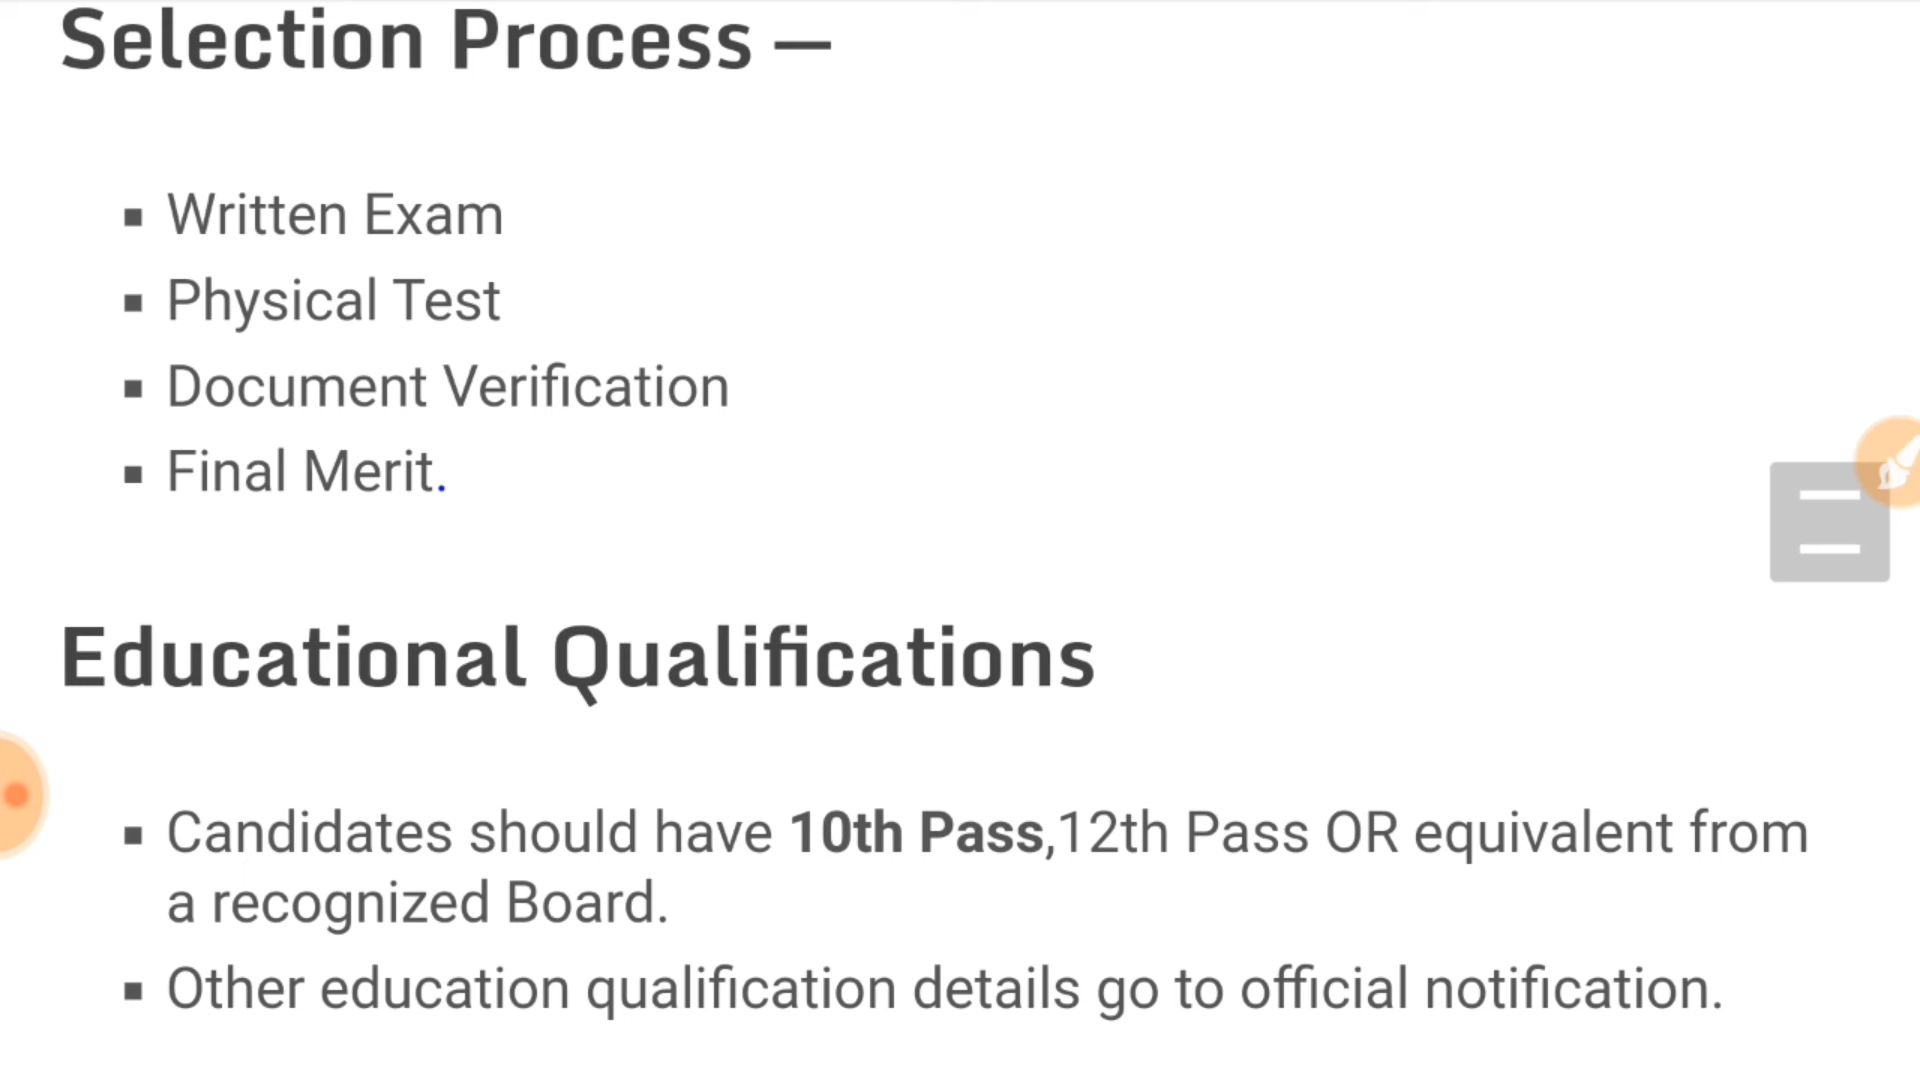 Selection Process —
Written Exam
Physical Test
Document Verification
Final Merit.
Educational Qualifications
Candidates should have 10th Pass,12th Pass OR equivalent from
a recognized Board.
Other education qualification details go to official notification.